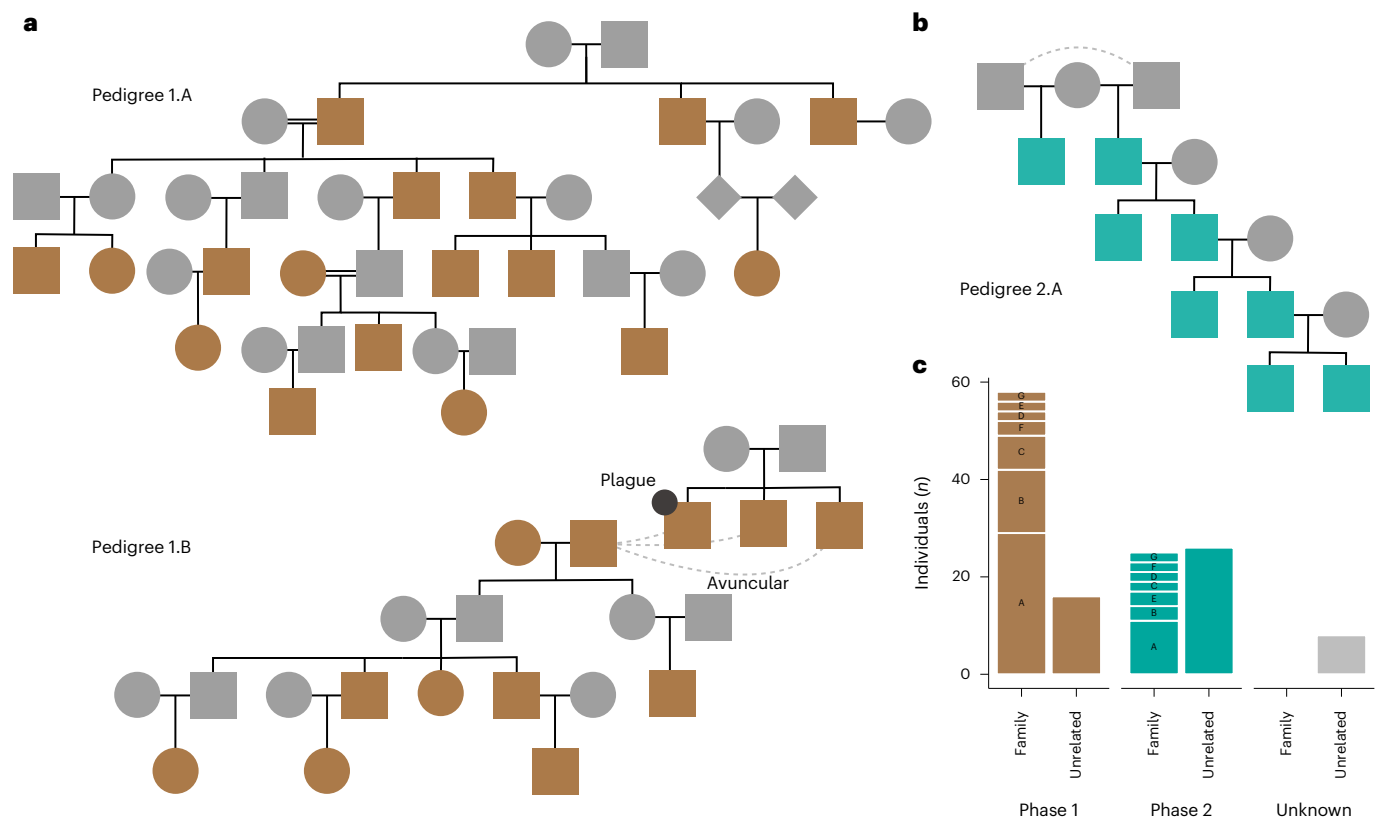 a
Pedigree 1.A
Plague
Pedigree 1.B
Avuncular
b
Pedigree 2.A
c
Individuals (n)
60
40
20
0
G
E
D
F
C
B
A
G
F
D
C
E
B
A
Family
Unrelated
Family
Unrelated
Family
Unrelated
Phase 1
Phase 2
Unknown